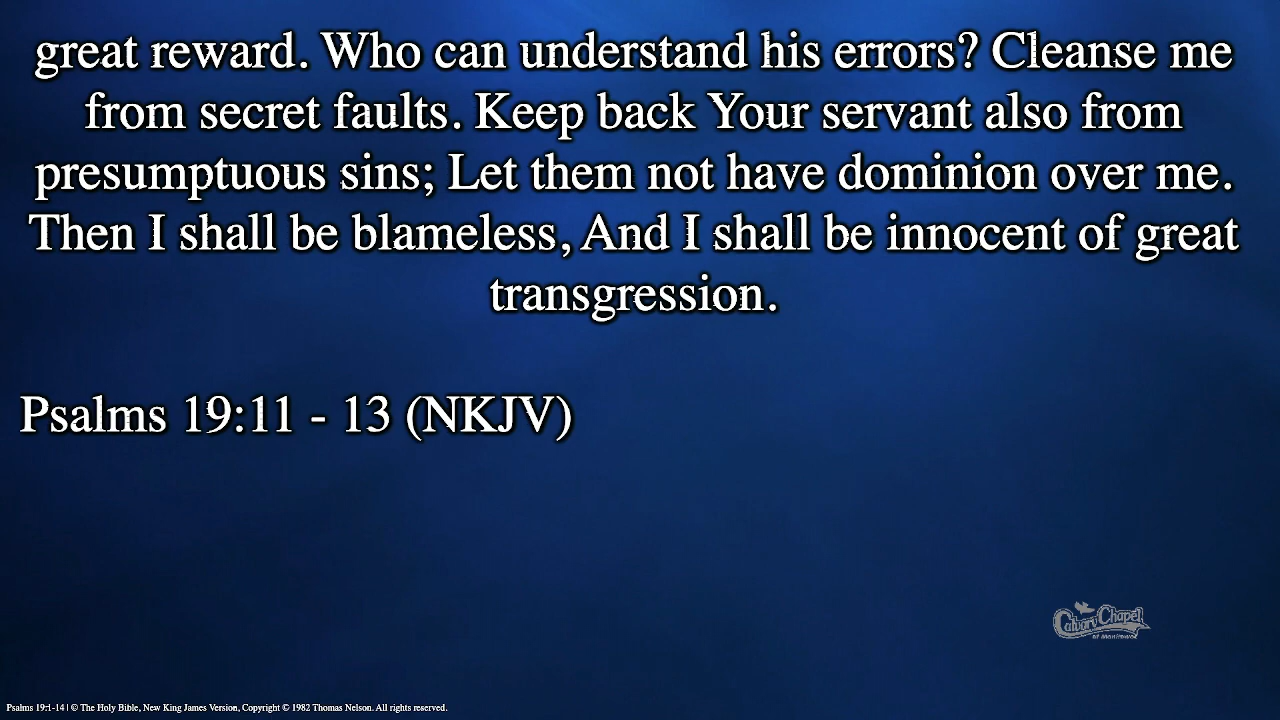 great reward. Who can understand his errors? Cleanse me
from secret faults. Keep back Your servant also from
presumptuous sins; Let them not have dominion over me.
Then I shall be blameless, And I shall be innocent of great
transgression.
Psalms 19:11 - 13 (NKJV)
Calvary Chapel
of Manitowoc
Psalms 19:1-14 | © The Holy Bible, New King James Version, Copyright © 1982 Thomas Nelson. All rights reserved.